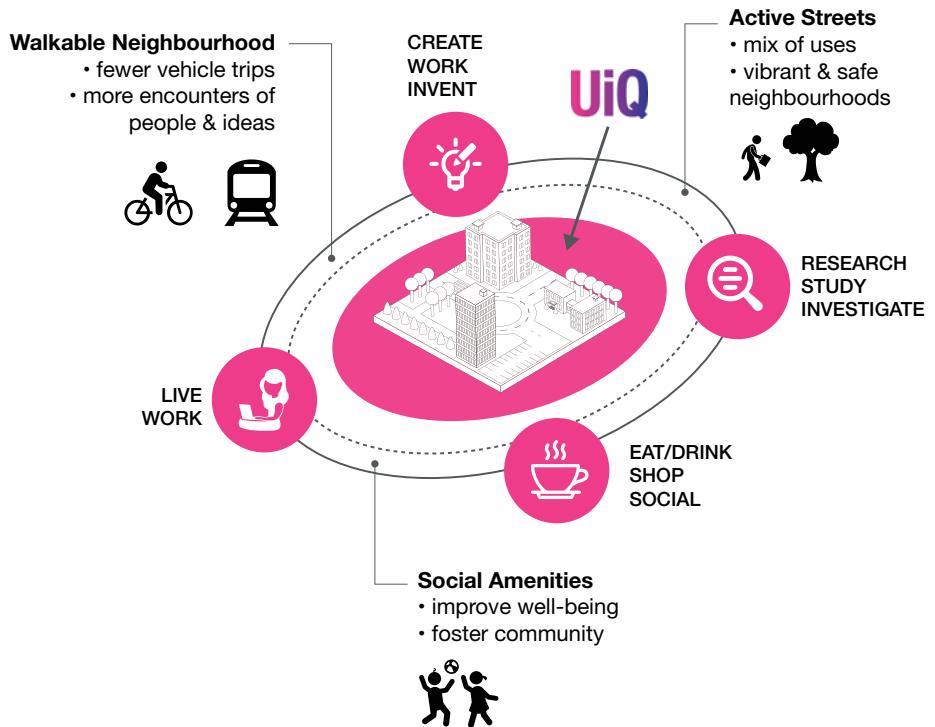 Walkable Neighbourhood
• fewer vehicle trips
• more encounters of
people & ideas
CREATE
WORK
INVENT
UiQ
Active Streets
• mix of uses
• vibrant & safe
neighbourhoods
RESEARCH
STUDY
INVESTIGATE
LIVE
WORK
EAT/DRINK
SHOP
SOCIAL
Social Amenities
• improve well-being
• foster community